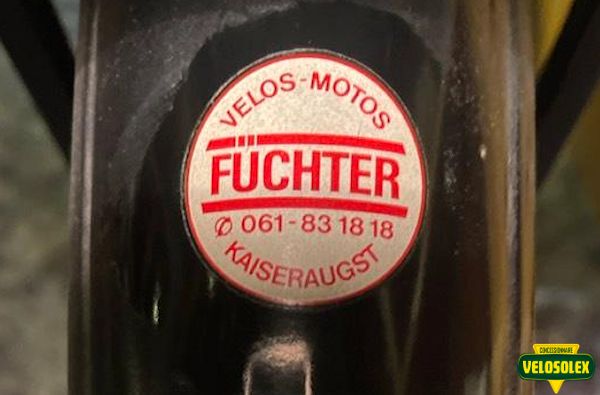 VELOS-MOTOS
FÜCHTER
✆ 061-83 18 18
KAISERAUGST
CONCESSIONNAIRE
VELOSOLEX